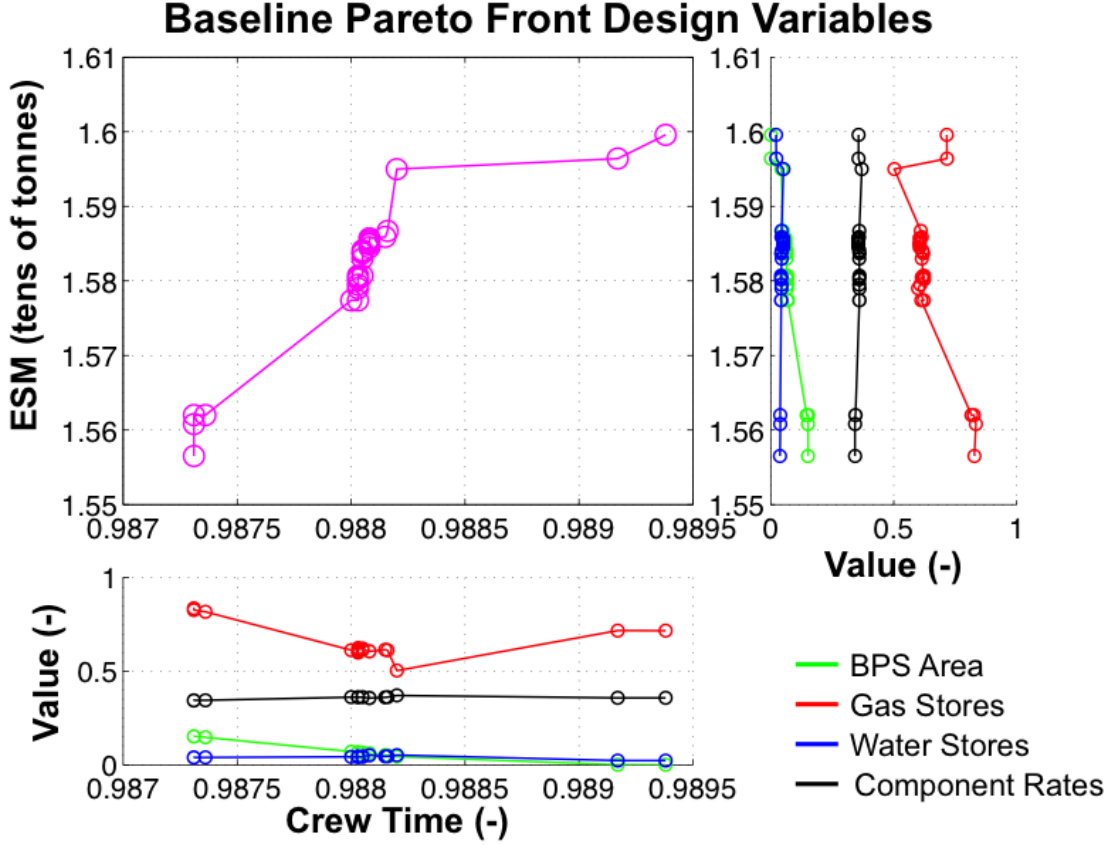 Baseline Pareto Front Design Variables
ESM (tens of tonnes)
1.61
1.6
1.59
1.58
1.57
1.56
1.55
0.987 0.9875 0.988 0.9885 0.989 0.9895
1.61
1.6
1.59
1.58
1.57
1.56
1.55
0 0.5 1
Value (-)
Value (-)
1
0.5
0
0.987 0.9875 0.988 0.9885 0.989 0.9895
Crew Time (-)
BPS Area
Gas Stores
Water Stores
Component Rates